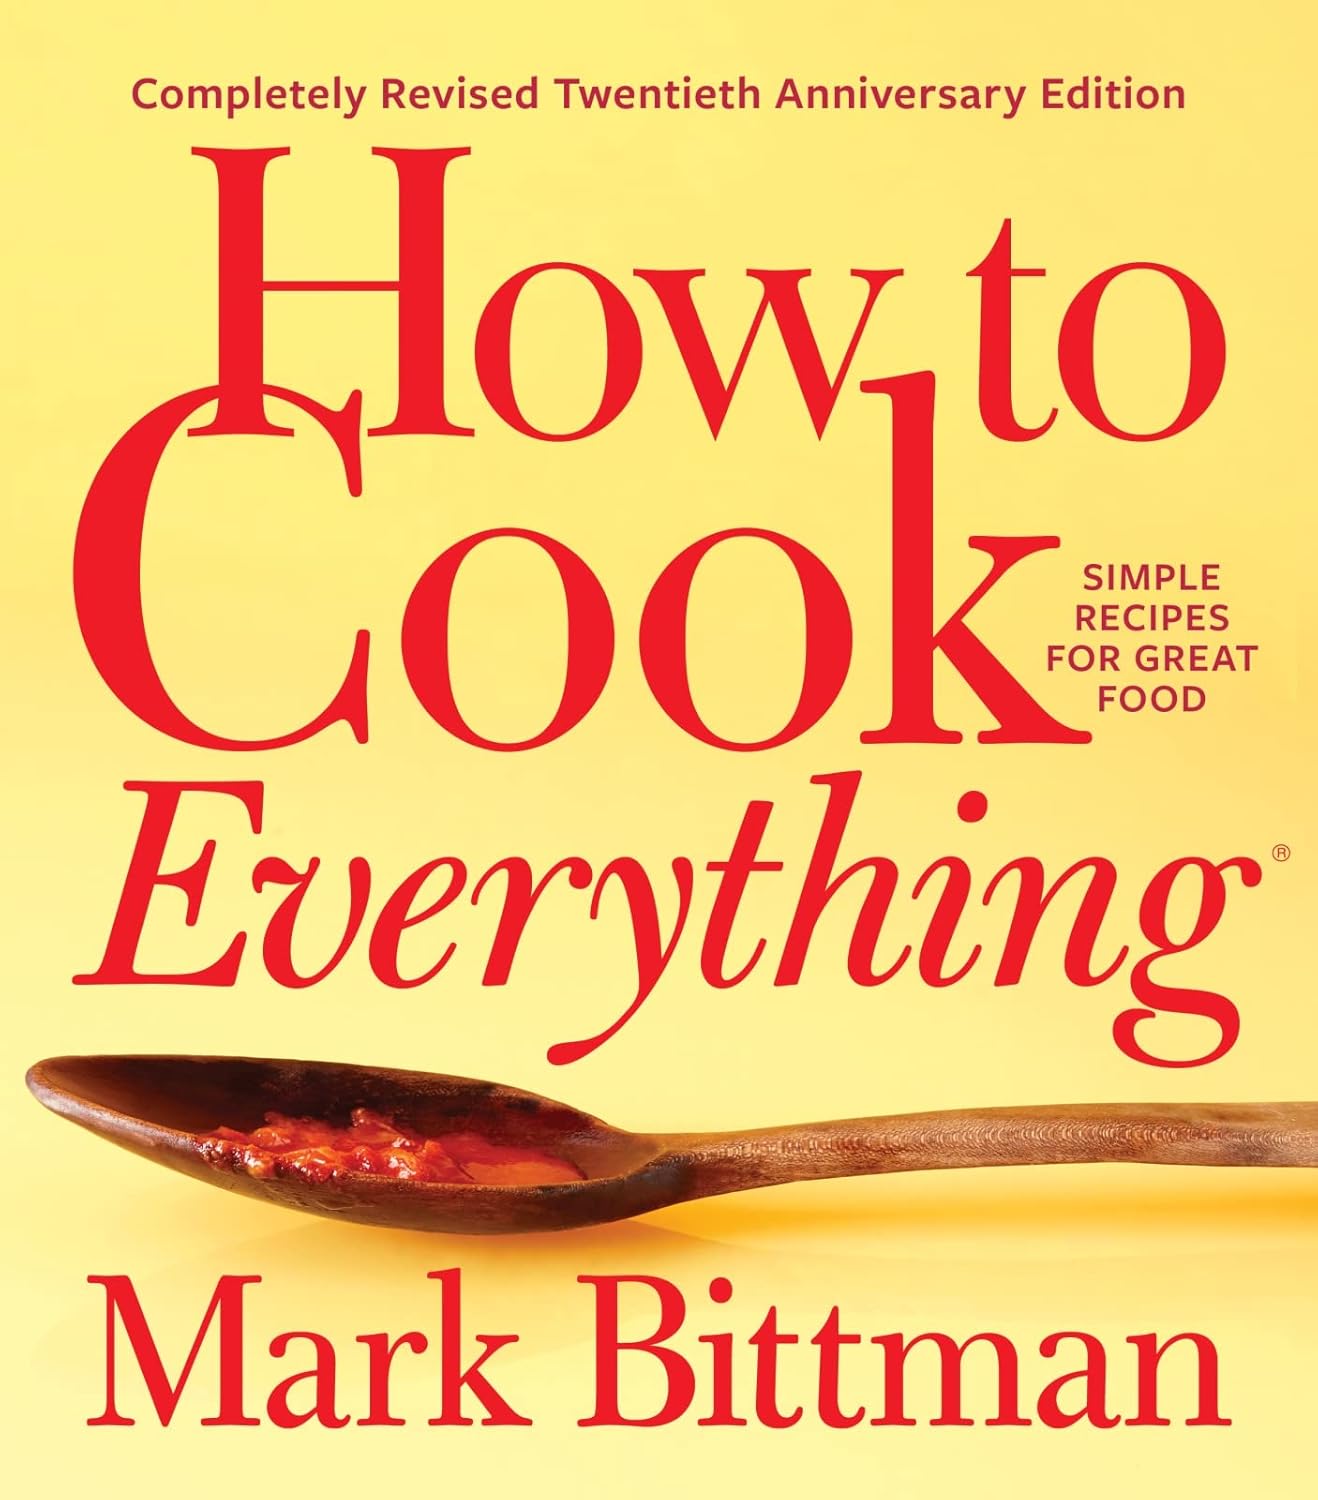 Completely Revised Twentieth Anniversary Edition
How to
Cook
SIMPLE
RECIPES
FOR GREAT
FOOD
Everything®
Mark Bittman